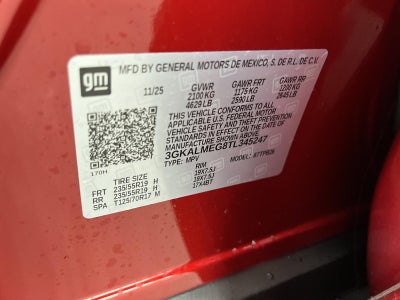 gm
MFD BY GENERAL MOTORS DE MEXICO, S. DE R.L. DE C.V.
11/25 GVWR GAWR FRT GAWR RR
2100 KG 1175 KG 1200 KG
4629 LB 2590 LB 2645 LB
THIS VEHICLE CONFORMS TO ALL
APPLICABLE U.S. FEDERAL MOTOR
VEHICLE SAFETY AND THEFT PREVENTION
STANDARDS IN EFFECT ON THE DATE OF
MANUFACTURE SHOWN ABOVE.
3GKALMEG8TL345247
TYPE: MPV MODEL:
170H
TIRE SIZE RIM
FRT 235/55R19 H 19X7.5J
RR 235/55R19 H 19X7.5J
SPA T125/70R17 M 17X4BT